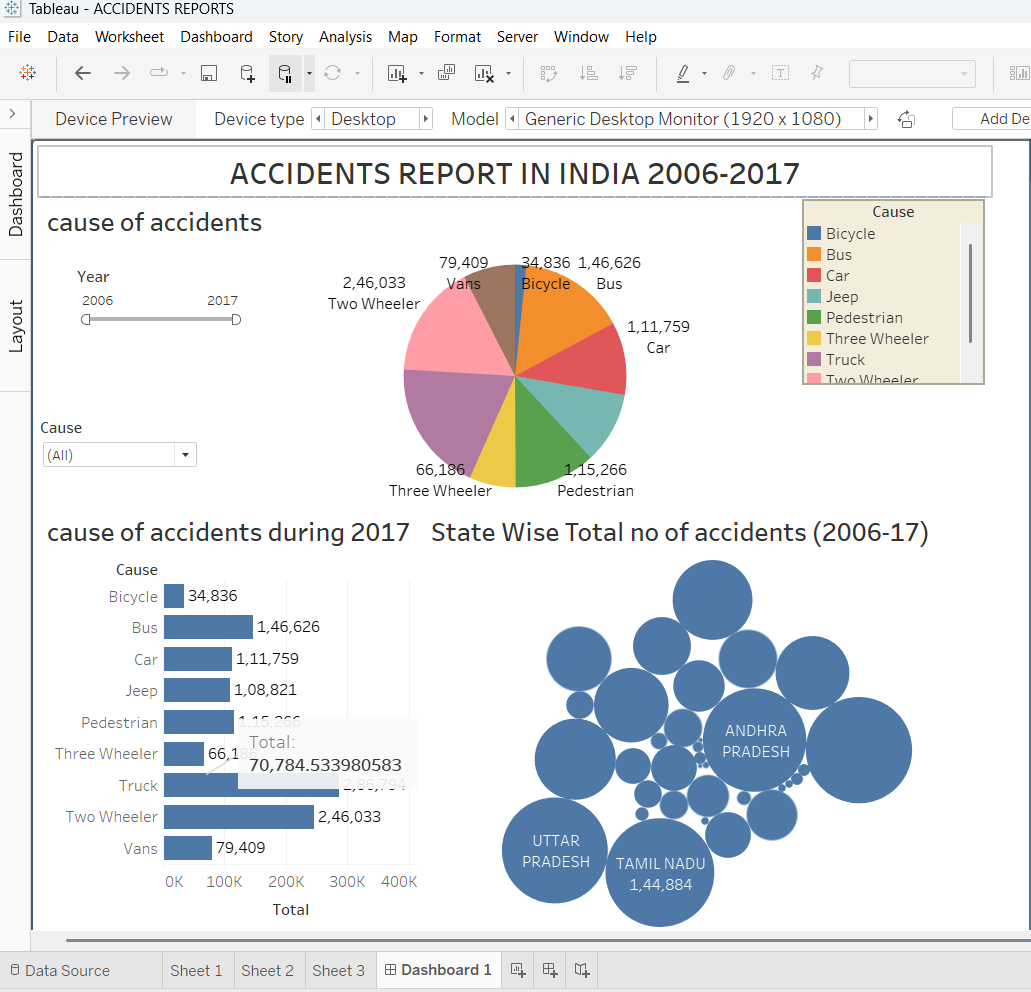 Tableau - ACCIDENTS REPORTS
File Data Worksheet Dashboard Story Analysis Map Format Server Window Help
Device Preview Device type Desktop Model Generic Desktop Monitor (1920 x 1080) Add De
Dashboard
Layout
ACCIDENTS REPORT IN INDIA 2006-2017
cause of accidents
Year
2006 2017
Cause
(All)
79,409
Vans
34,836
Bicycle
1,46,626
Bus
2,46,033
Two Wheeler
1,11,759
Car
66,186
Three Wheeler
1,15,266
Pedestrian
Cause
Bicycle
Bus
Car
Jeep
Pedestrian
Three Wheeler
Truck
Two Wheeler
cause of accidents during 2017
Cause
Bicycle 34,836
Bus 1,46,626
Car 1,11,759
Jeep 1,08,821
Pedestrian 1,15,266
Three Wheeler 66,186
Truck 2,86,794
Two Wheeler 2,46,033
Vans 79,409
0K 100K 200K 300K 400K
Total
Total:
70,784.533980583
State Wise Total no of accidents (2006-17)
ANDHRA
PRADESH
UTTAR
PRADESH
TAMIL NADU
1,44,884
Data Source Sheet 1 Sheet 2 Sheet 3 Dashboard 1